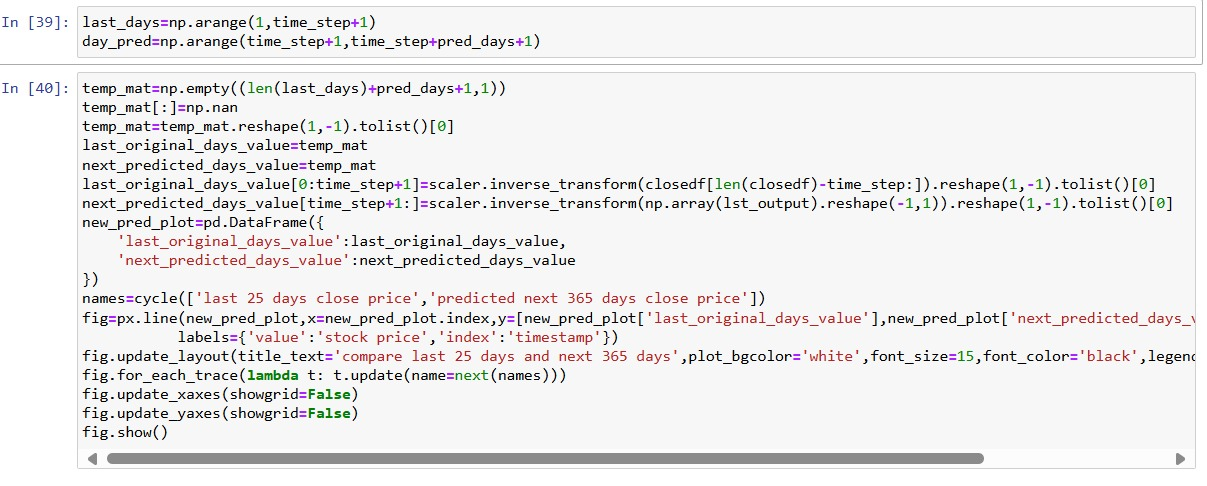 In [39]: last_days=np.arange(1,time_step+1)
day_pred=np.arange(time_step+1,time_step+pred_days+1)
In [40]: temp_mat=np.empty((len(last_days)+pred_days+1,1))
temp_mat[:]=np.nan
temp_mat=temp_mat.reshape(1,-1).tolist()[0]
last_original_days_value=temp_mat
next_predicted_days_value=temp_mat
last_original_days_value[0:time_step+1]=scaler.inverse_transform(closedf[len(closedf)-time_step:]).reshape(1,-1).tolist()[0]
next_predicted_days_value[time_step+1:]=scaler.inverse_transform(np.array(lst_output).reshape(-1,1)).reshape(1,-1).tolist()[0]
new_pred_plot=pd.DataFrame({
    'last_original_days_value':last_original_days_value,
    'next_predicted_days_value':next_predicted_days_value
})
names=cycle(['last 25 days close price','predicted next 365 days close price'])
fig=px.line(new_pred_plot,x=new_pred_plot.index,y=[new_pred_plot['last_original_days_value'],new_pred_plot['next_predicted_days_v
           labels={'value':'stock price','index':'timestamp'})
fig.update_layout(title_text='compare last 25 days and next 365 days',plot_bgcolor='white',font_size=15,font_color='black',legend
fig.for_each_trace(lambda t: t.update(name=next(names)))
fig.update_xaxes(showgrid=False)
fig.update_yaxes(showgrid=False)
fig.show()